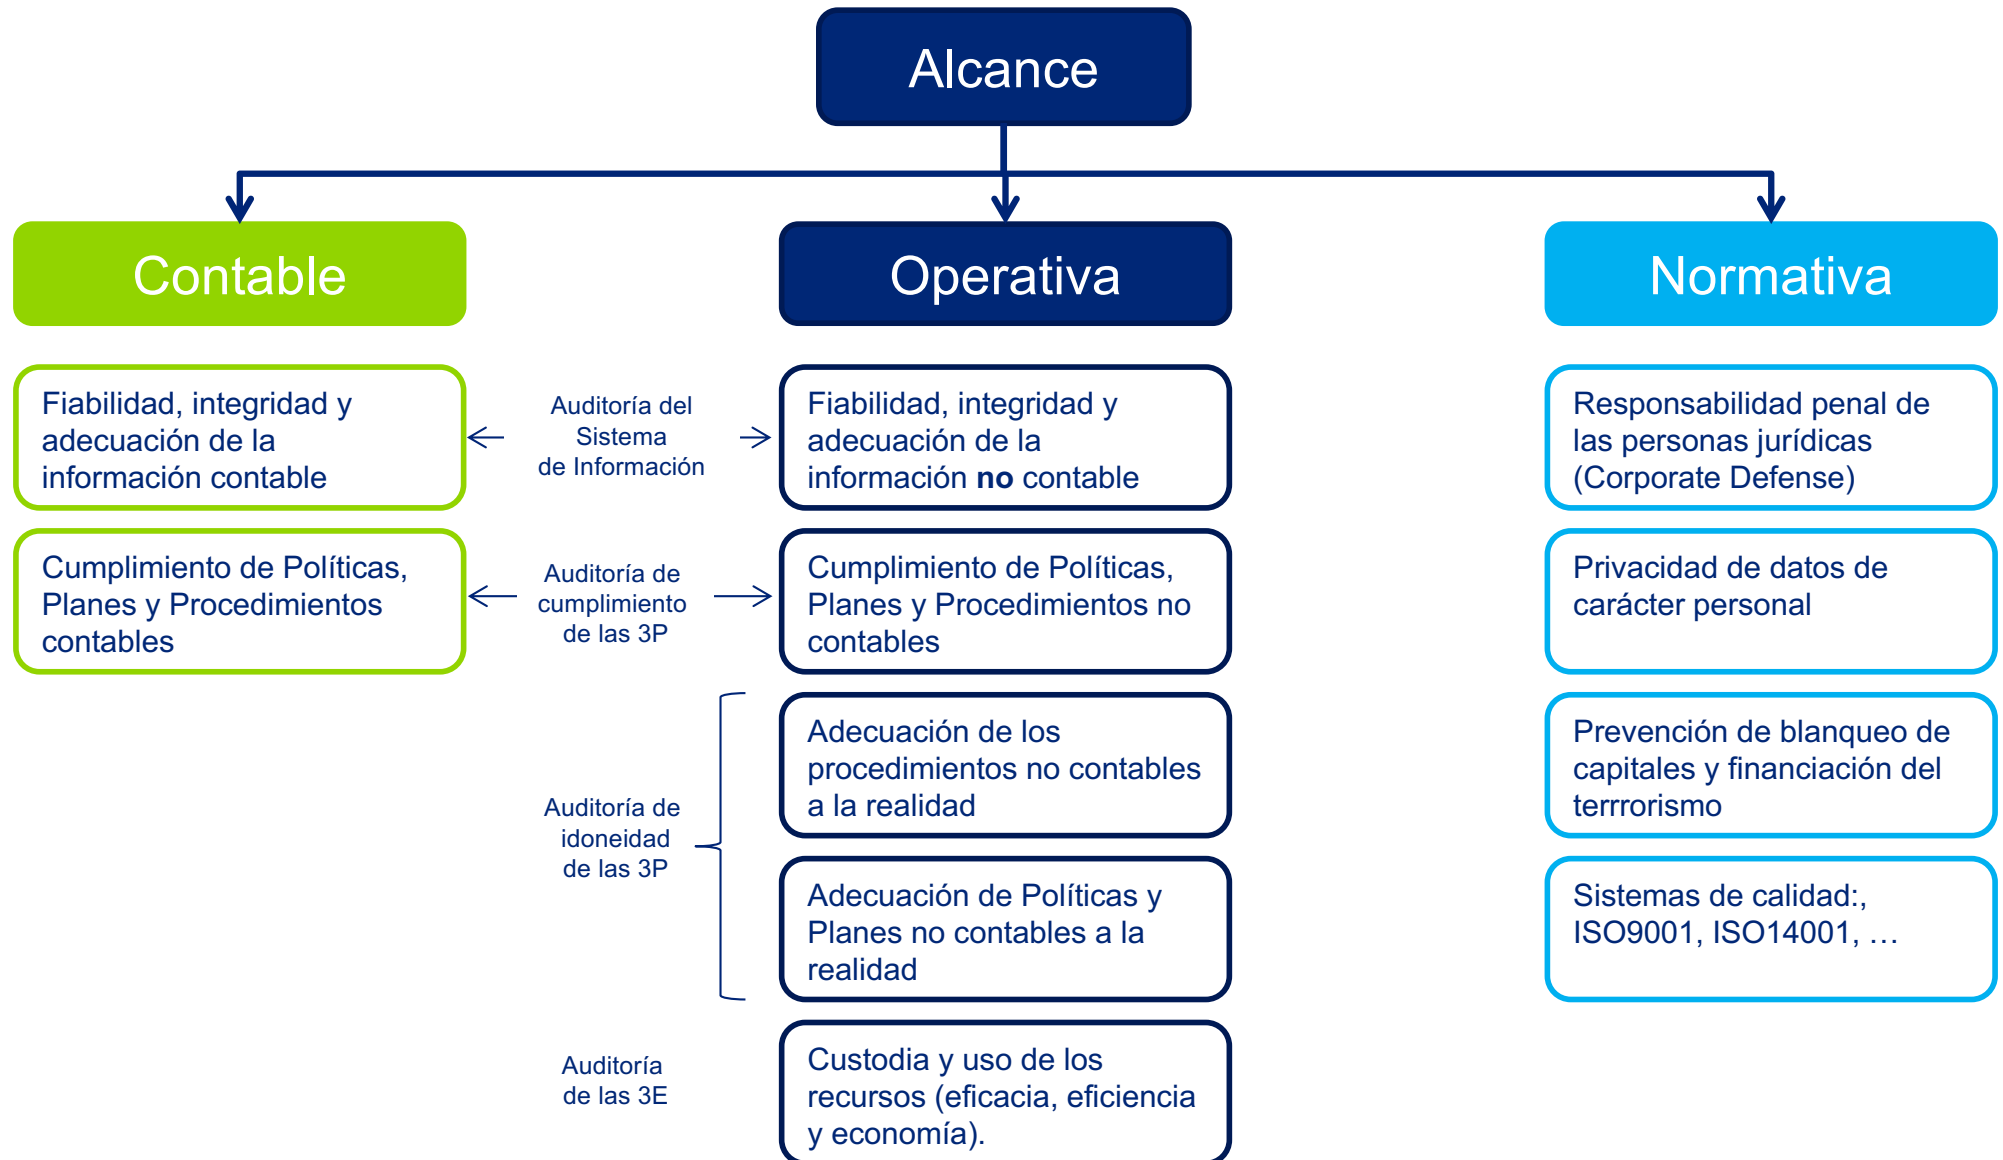 Alcance
Contable
Operativa
Normativa
Fiabilidad, integridad y
adecuación de la
información contable
Auditoría del
Sistema
de Información
Fiabilidad, integridad y
adecuación de la
información no contable
Responsabilidad penal de
las personas jurídicas
(Corporate Defense)
Cumplimiento de Políticas,
Planes y Procedimientos
contables
Auditoría de
cumplimiento
de las 3P
Cumplimiento de Políticas,
Planes y Procedimientos no
contables
Privacidad de datos de
carácter personal
Auditoría de
idoneidad
de las 3P
Adecuación de los
procedimientos no contables
a la realidad
Prevención de blanqueo de
capitales y financiación del
terrrorismo
Adecuación de Políticas y
Planes no contables a la
realidad
Sistemas de calidad:,
ISO9001, ISO14001, …
Auditoría
de las 3E
Custodia y uso de los
recursos (eficacia, eficiencia
y economía).